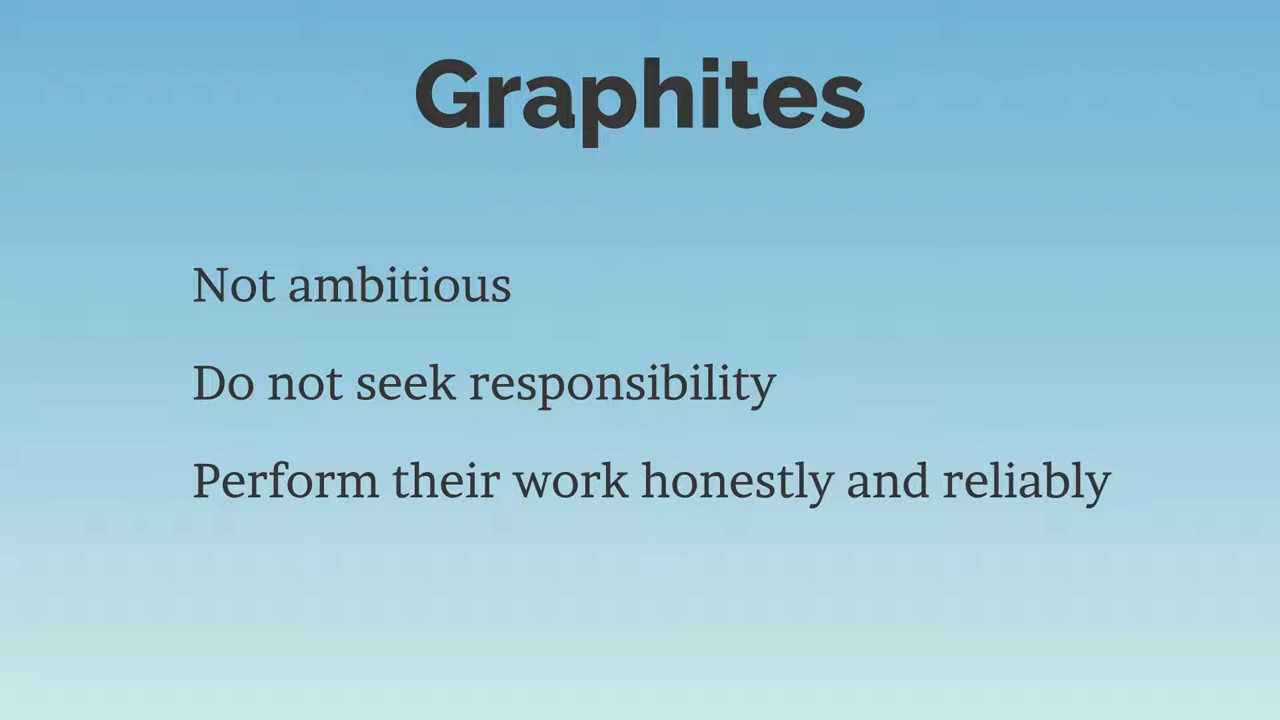 Graphites
Not ambitious
Do not seek responsibility
Perform their work honestly and reliably